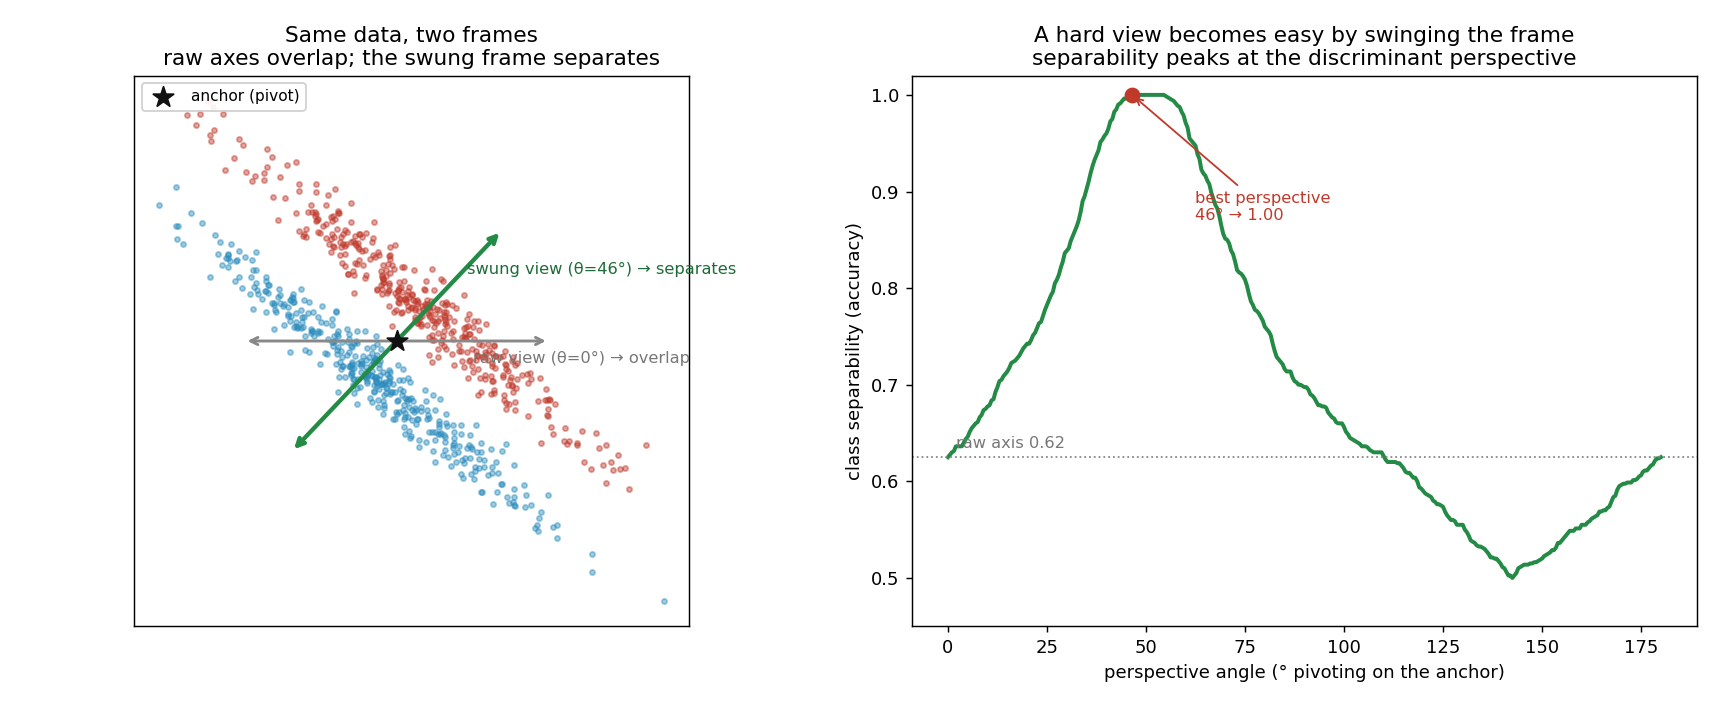 Same data, two frames
raw axes overlap; the swung frame separates
anchor (pivot)
swung view (θ=46°) → separates
raw view (θ=0°) → overlap
A hard view becomes easy by swinging the frame
separability peaks at the discriminant perspective
class separability (accuracy)
1.0
0.9
0.8
0.7
0.6
0.5
best perspective
46° → 1.00
raw axis 0.62
0
25
50
75
100
125
150
175
perspective angle (° pivoting on the anchor)